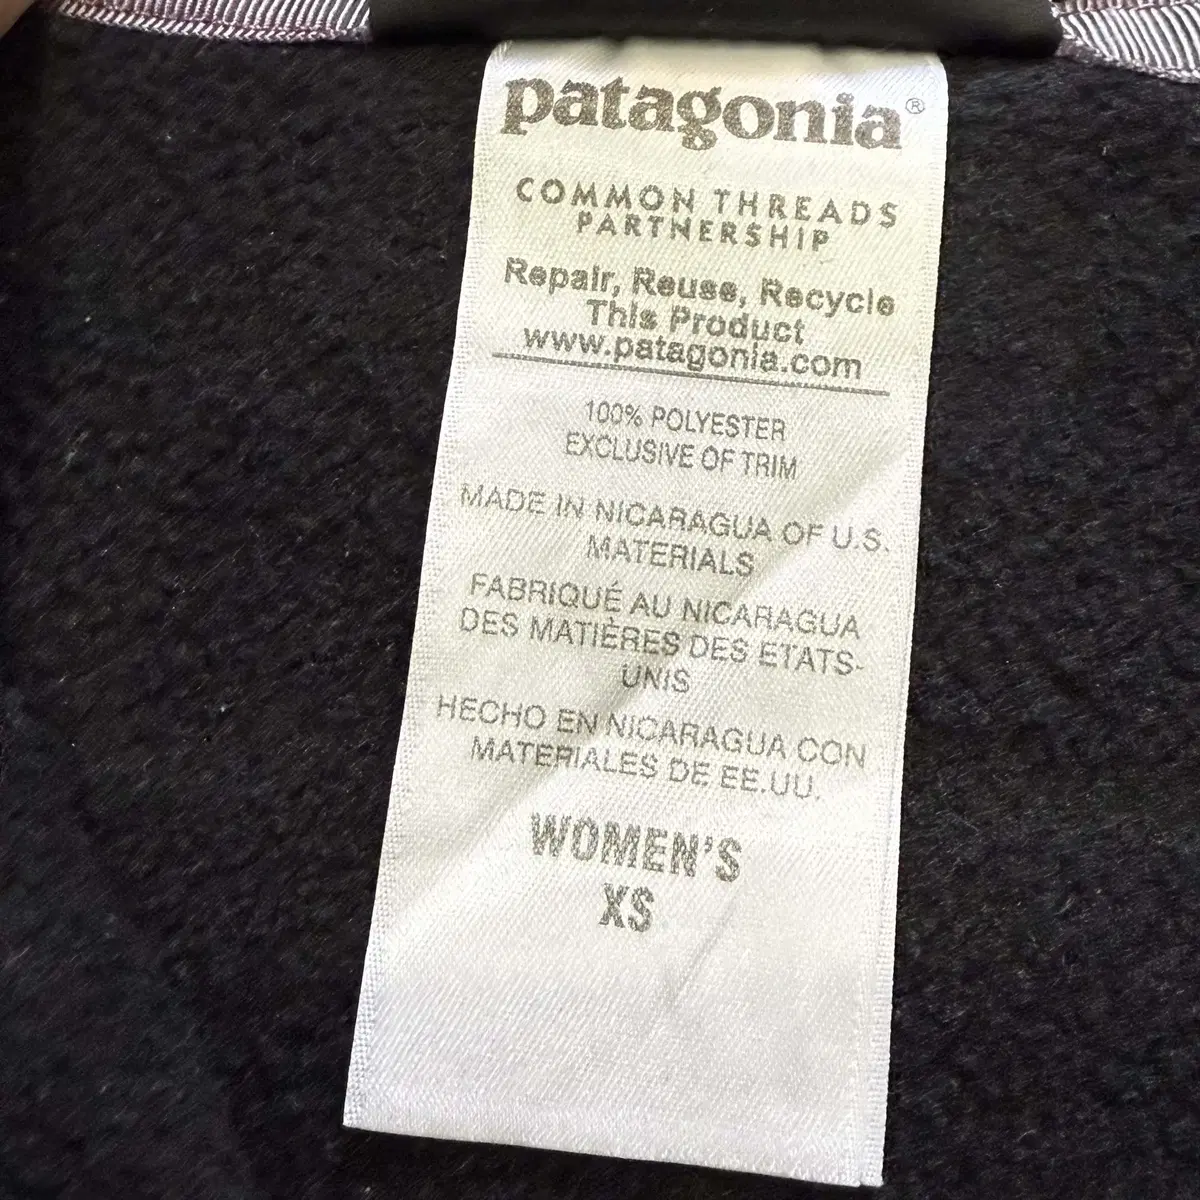 patagonia®
COMMON THREADS
PARTNERSHIP
Repair, Reuse, Recycle
This Product
www.patagonia.com
100% POLYESTER
EXCLUSIVE OF TRIM
MADE IN NICARAGUA OF U.S.
MATERIALS
FABRIQUÉ AU NICARAGUA
DES MATIÈRES DES ETATS-
UNIS
HECHO EN NICARAGUA CON
MATERIALES DE EE.UU.
WOMEN'S
XS